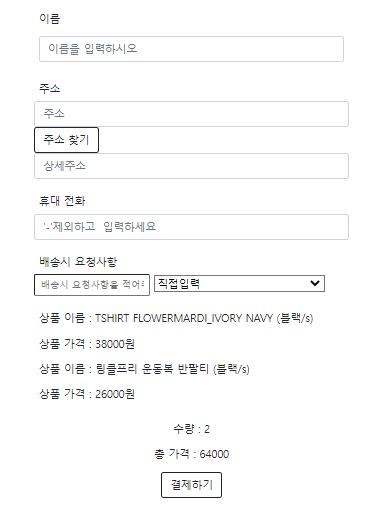 이름
이름을 입력하시오
주소
주소
주소 찾기
상세주소
휴대 전화
'-'제외하고 입력하세요
배송시 요청사항
배송시 요청사항을 적어 직접입력
상품 이름 : TSHIRT FLOWERMARDI_IVORY NAVY (블랙/s)
상품 가격 : 38000원
상품 이름 : 링클프리 운동복 반팔티 (블랙/s)
상품 가격 : 26000원
수량 : 2
총 가격 : 64000
결제하기